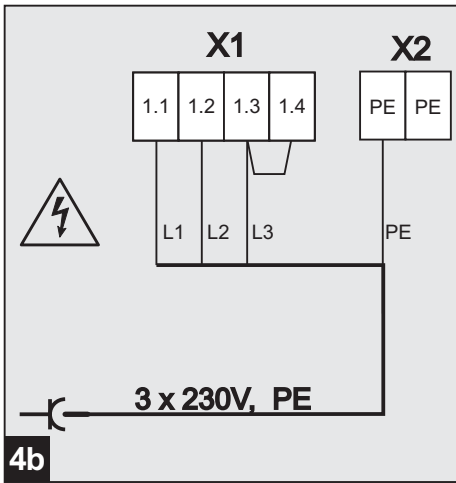 X1 X2
1.1 1.2 1.3 1.4 PE PE
L1 L2 L3 PE
3 x 230V, PE
4b